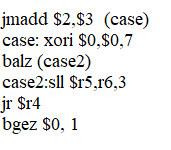 jmadd $2,$3 (case)
case: xori $0,$0,7
balz (case2)
case2:sll $r5,r6,3
jr $r4
bgez $0, 1